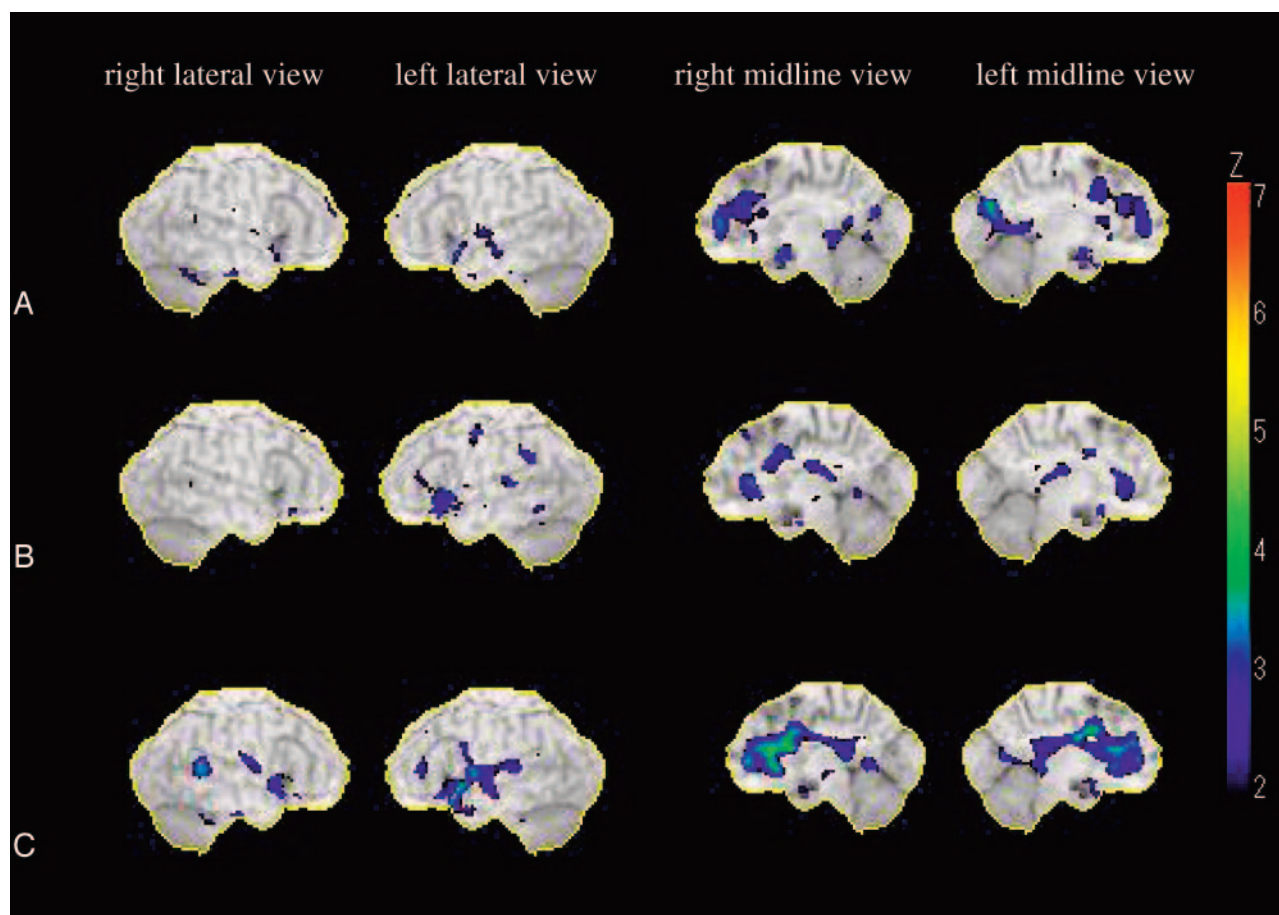 right lateral view
left lateral view
right midline view
left midline view
Z
7
A
6
5
B
4
3
C
2